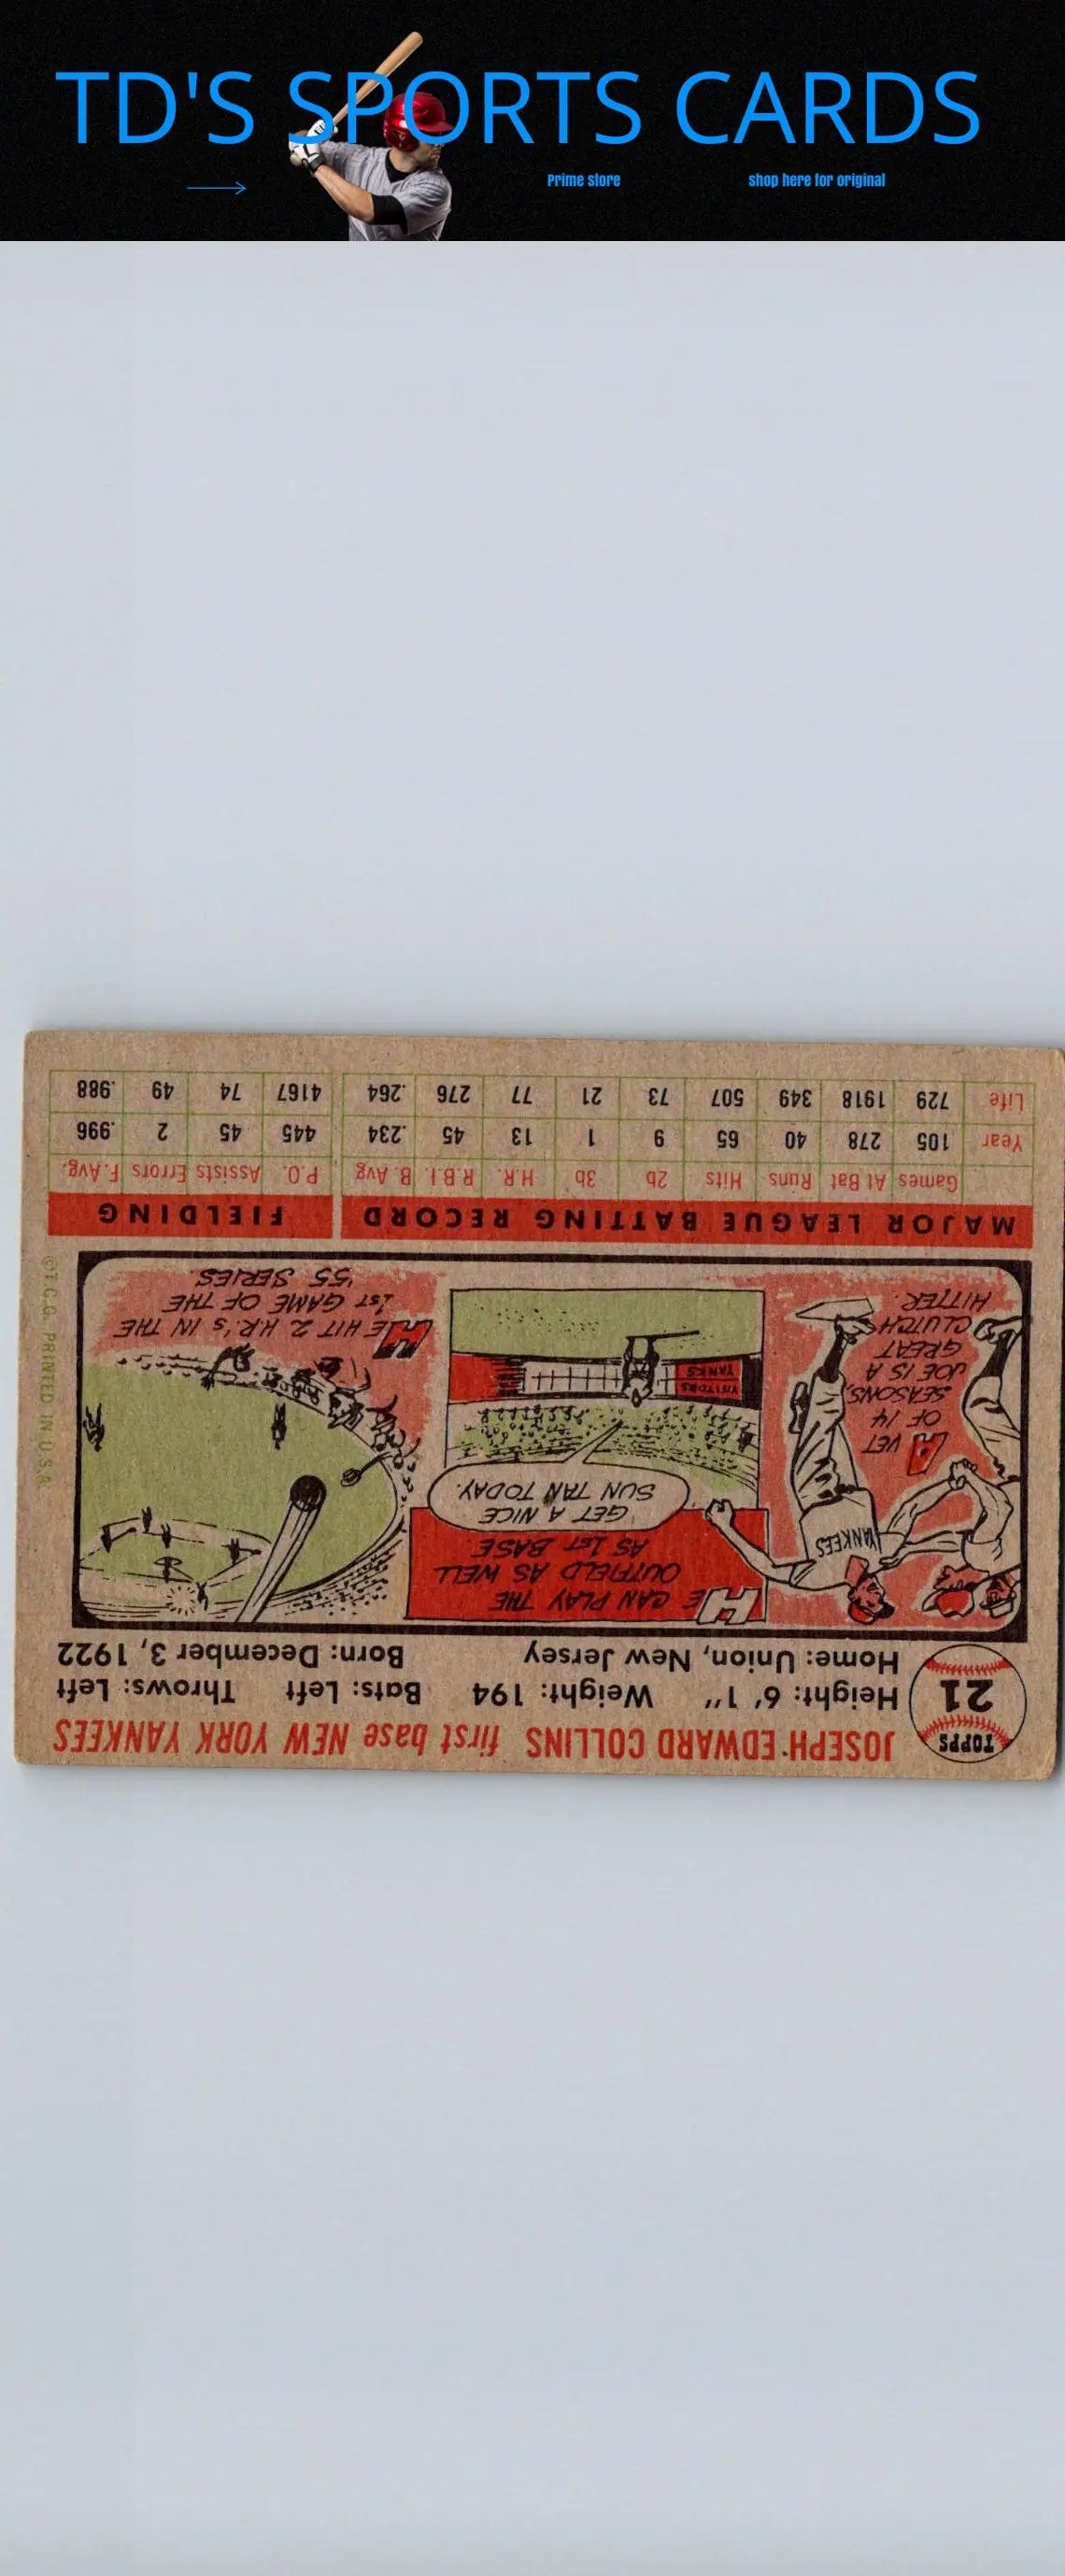 TD'S SPORTS CARDS
Prime store
shop here for original
TOPPS
21
JOSEPH EDWARD COLLINS first base NEW YORK YANKEES
Height: 6' 1" Weight: 194 Bats: Left Throws: Left
Home: Union, New Jersey Born: December 3, 1922
A VET
OF 14
SEASONS,
JOE IS A
GREAT
CLUTCH
HITTER.
YANKEES
HE CAN PLAY THE
OUTFIELD AS WELL
AS 1ST BASE
GET A NICE
SUN TAN TODAY.
VISITORS
YANKS
HE HIT 2 H.R.'S IN THE
1ST GAME OF THE
'55 SERIES.
©T.C.G. PRINTED IN U.S.A.
MAJOR LEAGUE BATTING RECORD FIELDING
Games At Bat Runs Hits 2b 3b H.R. R.B.I. B. Avg P.O. Assists Errors F. Avg.
Year 105 278 40 65 9 1 13 45 .234 445 45 2 .996
Life 729 1918 349 507 73 21 77 276 .264 4167 74 49 .988